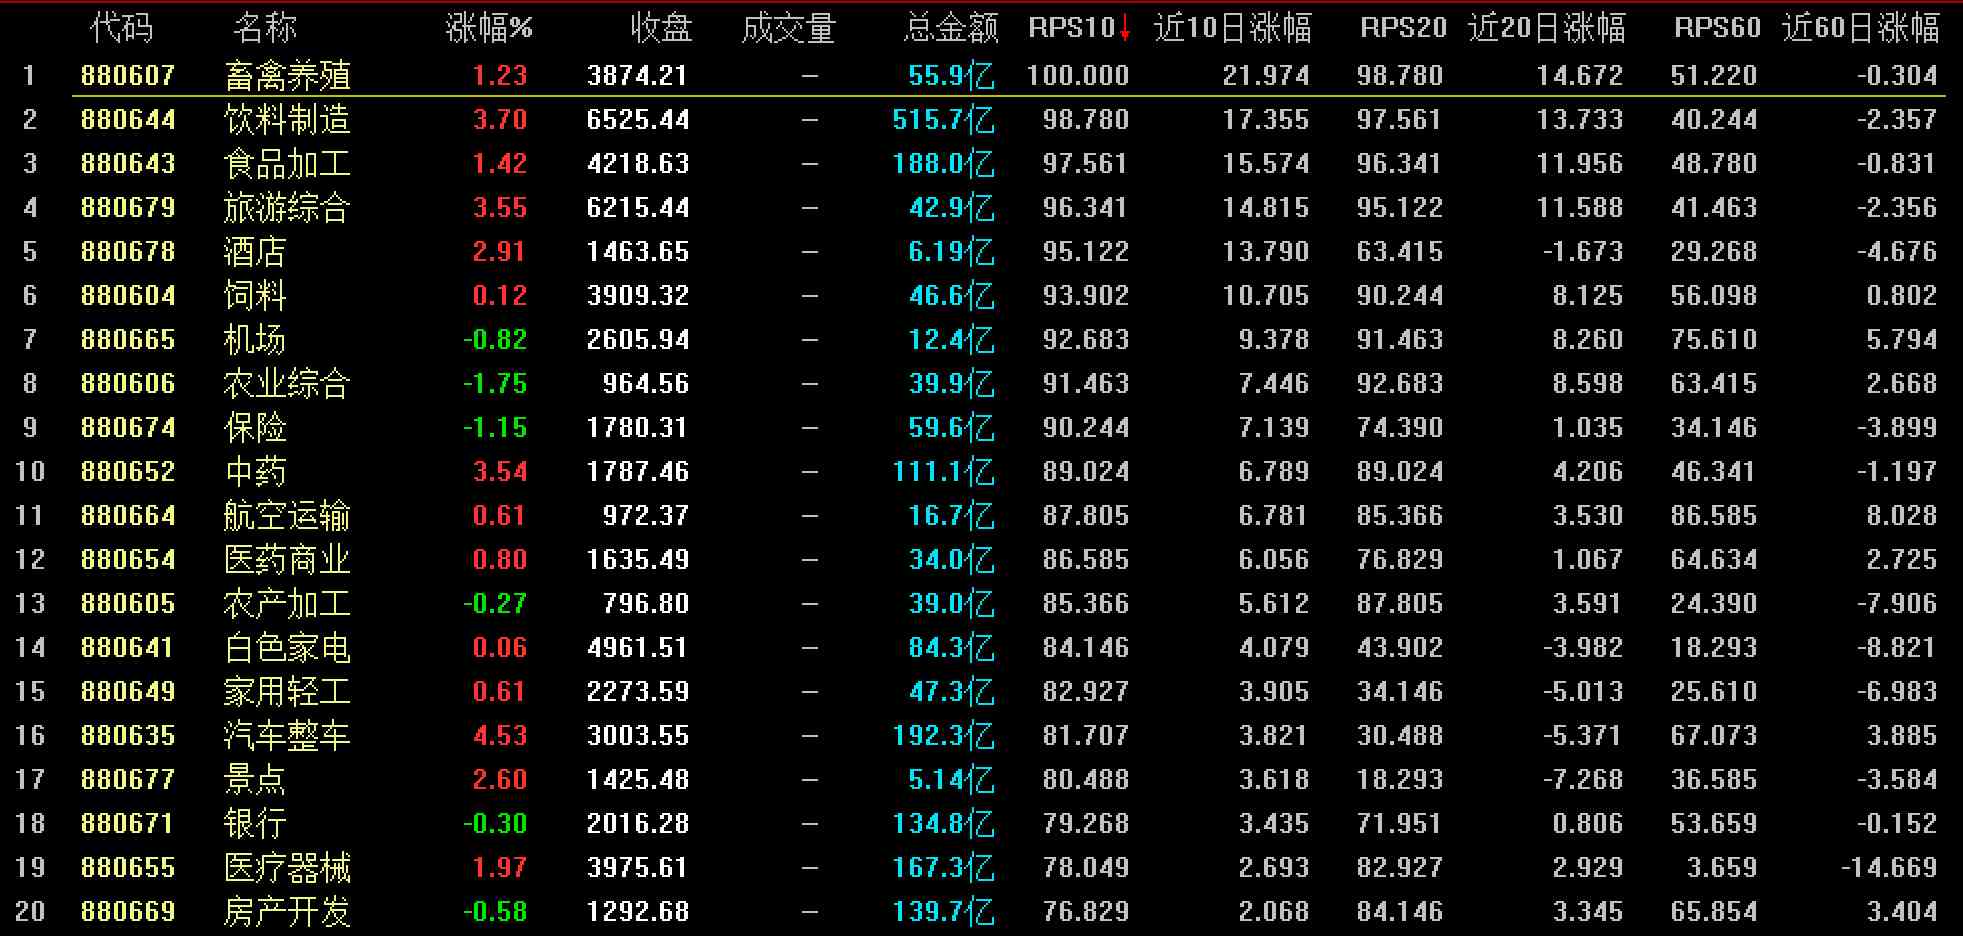 代码 名称 涨幅% 收盘 成交量 总金额 RPS10↓ 近10日涨幅 RPS20 近20日涨幅 RPS60 近60日涨幅
1 880607 畜禽养殖 1.23 3874.21 — 55.9亿 100.000 21.974 98.780 14.672 51.220 -0.304
2 880644 饮料制造 3.70 6525.44 — 515.7亿 98.780 17.355 97.561 13.733 40.244 -2.357
3 880643 食品加工 1.42 4218.63 — 188.0亿 97.561 15.574 96.341 11.956 48.780 -0.831
4 880679 旅游综合 3.55 6215.44 — 42.9亿 96.341 14.815 95.122 11.588 41.463 -2.356
5 880678 酒店 2.91 1463.65 — 6.19亿 95.122 13.790 63.415 -1.673 29.268 -4.676
6 880604 饲料 0.12 3909.32 — 46.6亿 93.902 10.705 90.244 8.125 56.098 0.802
7 880665 机场 -0.82 2605.94 — 12.4亿 92.683 9.378 91.463 8.260 75.610 5.794
8 880606 农业综合 -1.75 964.56 — 39.9亿 91.463 7.446 92.683 8.598 63.415 2.668
9 880674 保险 -1.15 1780.31 — 59.6亿 90.244 7.139 74.390 1.035 34.146 -3.899
10 880652 中药 3.54 1787.46 — 111.1亿 89.024 6.789 89.024 4.206 46.341 -1.197
11 880664 航空运输 0.61 972.37 — 16.7亿 87.805 6.781 85.366 3.530 86.585 8.028
12 880654 医药商业 0.80 1635.49 — 34.0亿 86.585 6.056 76.829 1.067 64.634 2.725
13 880605 农产加工 -0.27 796.80 — 39.0亿 85.366 5.612 87.805 3.591 24.390 -7.906
14 880641 白色家电 0.06 4961.51 — 84.3亿 84.146 4.079 43.902 -3.982 18.293 -8.821
15 880649 家用轻工 0.61 2273.59 — 47.3亿 82.927 3.905 34.146 -5.013 25.610 -6.983
16 880635 汽车整车 4.53 3003.55 — 192.3亿 81.707 3.821 30.488 -5.371 67.073 3.885
17 880677 景点 2.60 1425.48 — 5.14亿 80.488 3.618 18.293 -7.268 36.585 -3.584
18 880671 银行 -0.30 2016.28 — 134.8亿 79.268 3.435 71.951 0.806 53.659 -0.152
19 880655 医疗器械 1.97 3975.61 — 167.3亿 78.049 2.693 82.927 2.929 3.659 -14.669
20 880669 房产开发 -0.58 1292.68 — 139.7亿 76.829 2.068 84.146 3.345 65.854 3.404